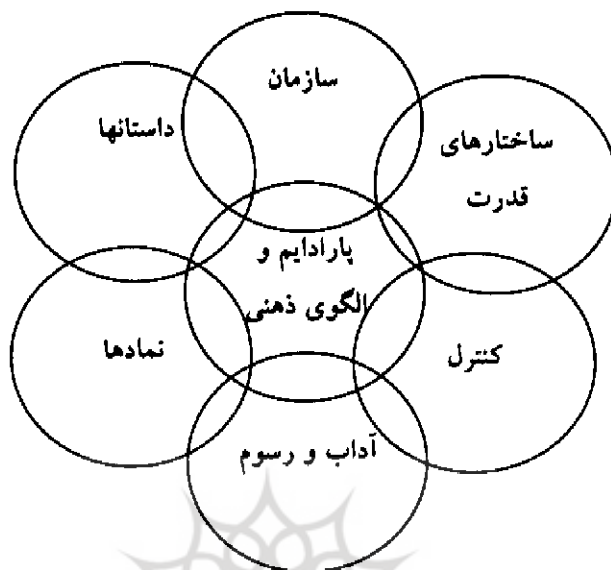 سازمان
داستانها
ساختارهای
قدرت
پارادایم و
الگوی ذهنی
نمادها
کنترل
آداب و رسوم